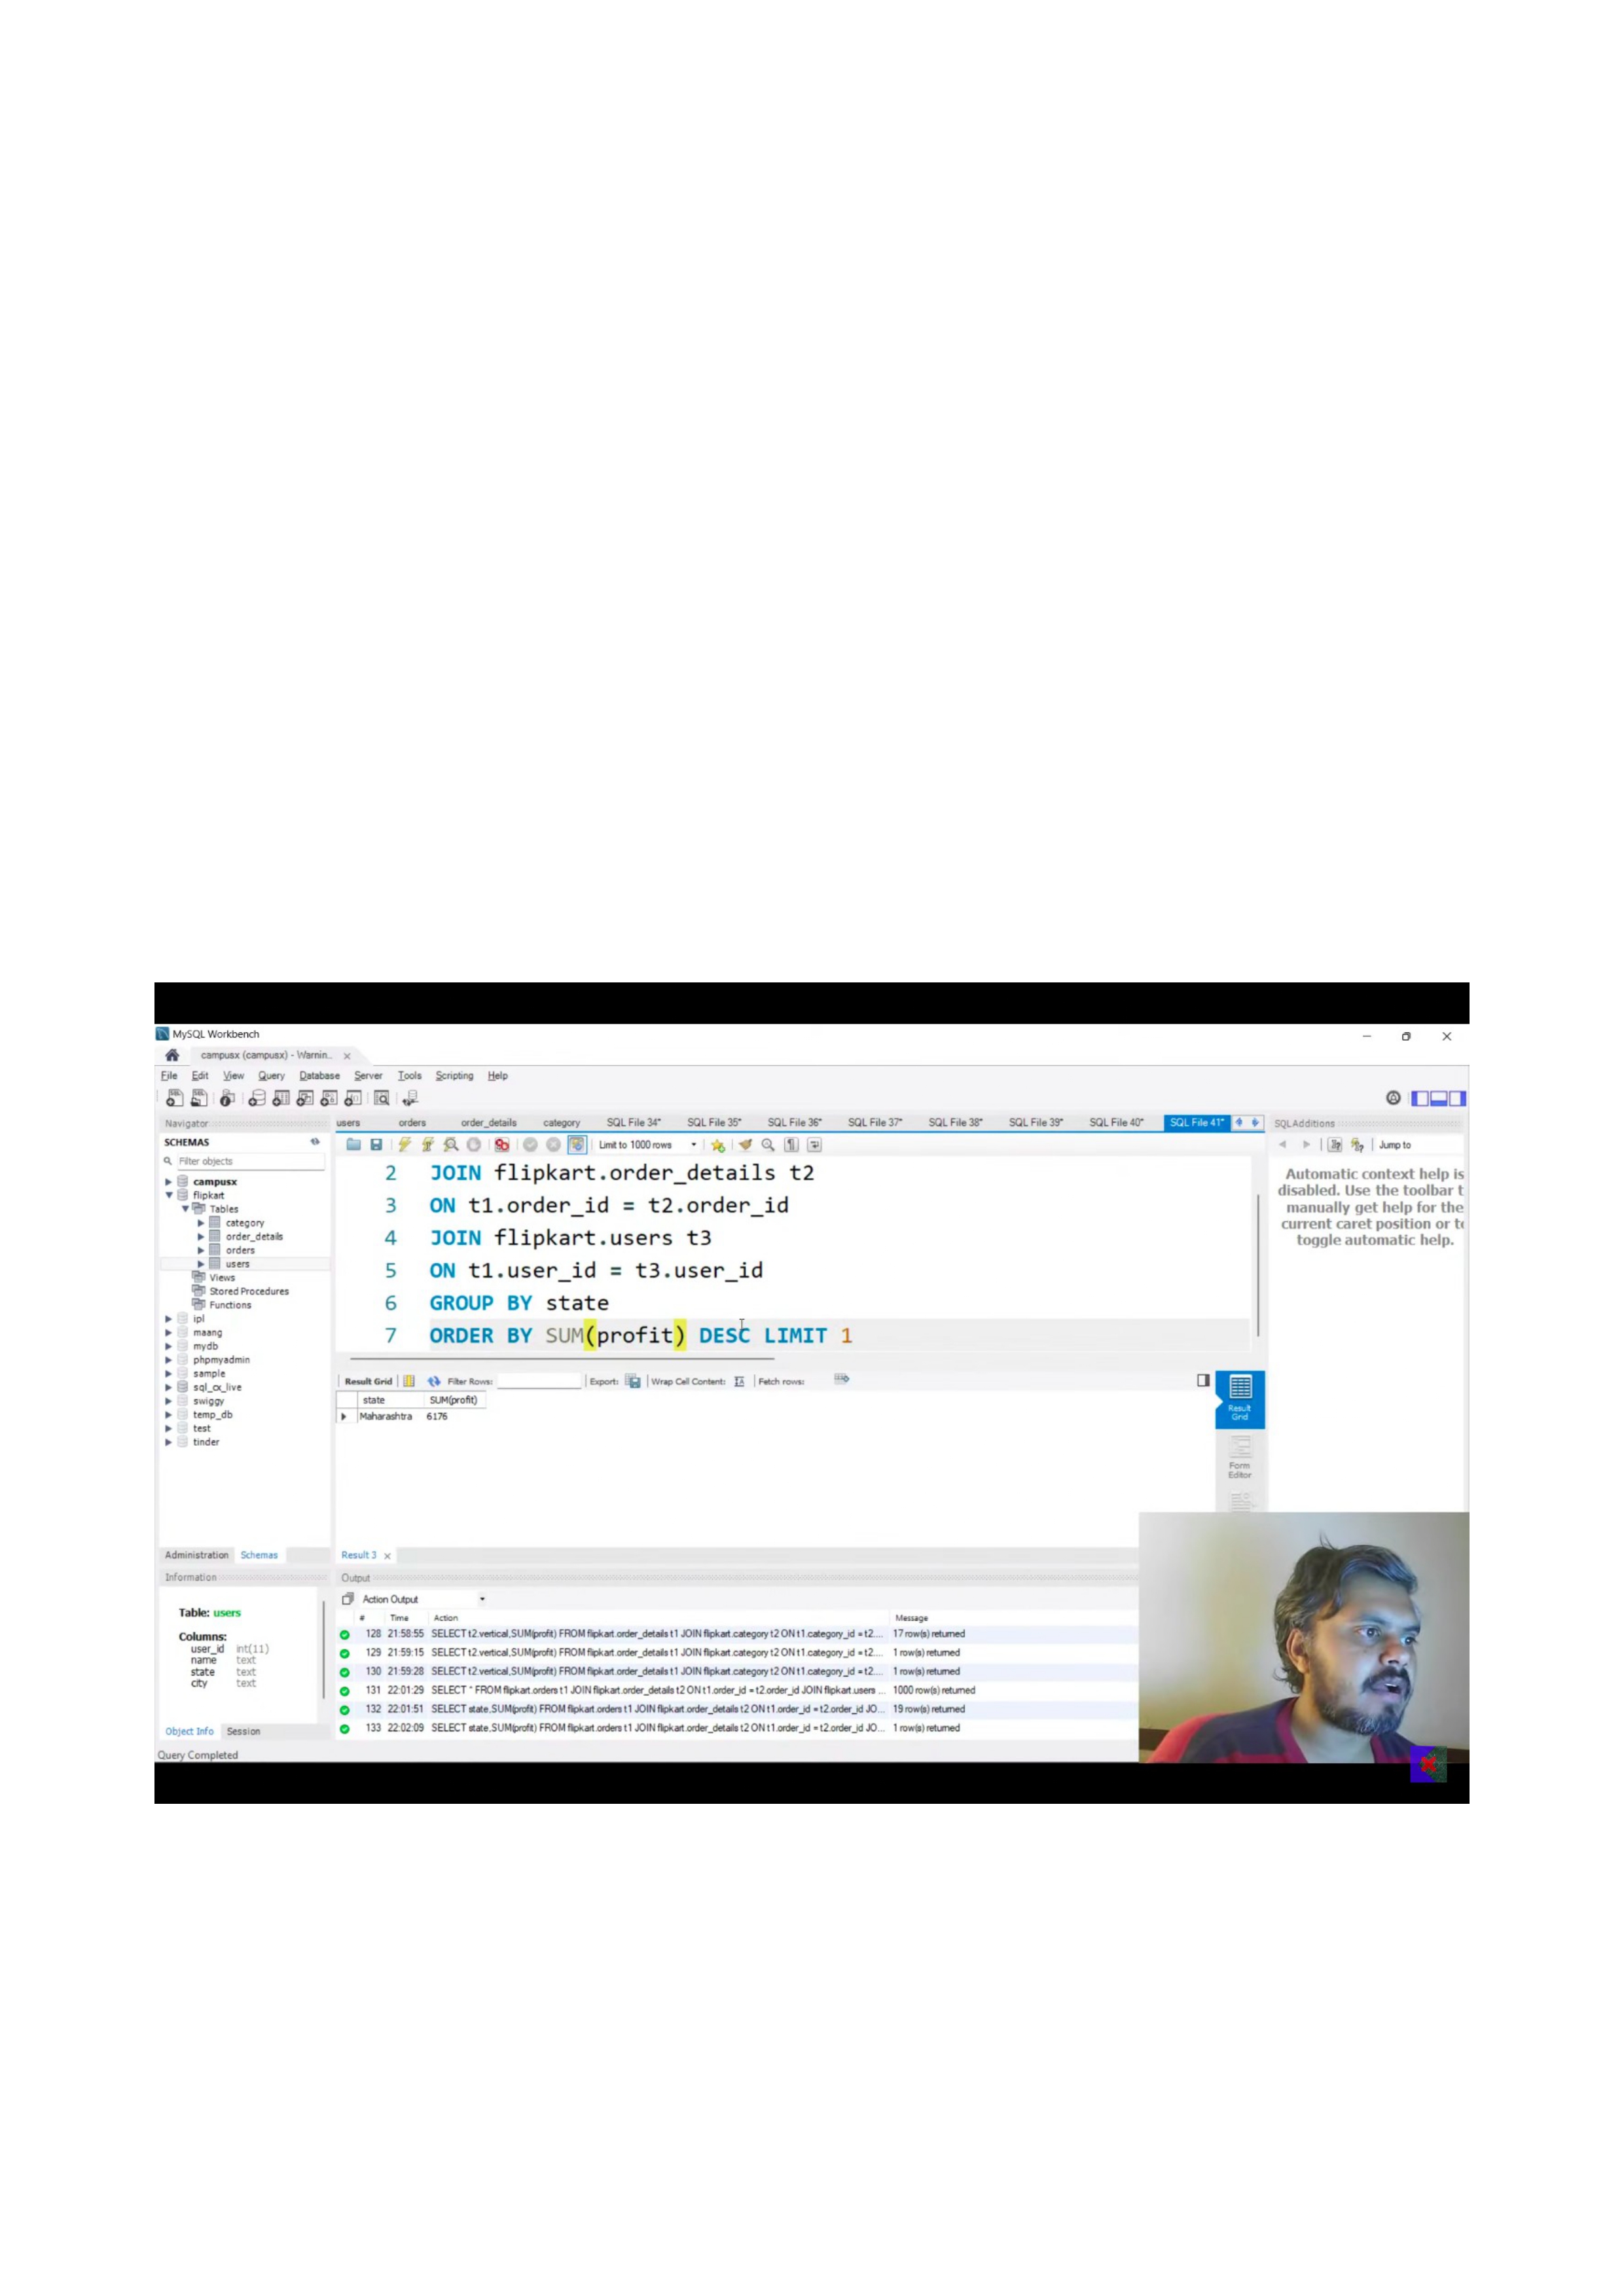 MySQL Workbench
campusx (campusx) - Warnin...
File Edit View Query Database Server Tools Scripting Help
Navigator
SCHEMAS
Filter objects
campusx
flipkart
Tables
category
order_details
orders
users
Views
Stored Procedures
Functions
ipl
maang
mydb
phpmyadmin
sample
sql_cx_live
swiggy
temp_db
test
tinder
Administration Schemas
Information
Table: users
Columns:
user_id int(11)
name text
state text
city text
Object Info Session
Query Completed
users orders order_details category SQL File 34* SQL File 35* SQL File 36* SQL File 37* SQL File 38* SQL File 39* SQL File 40* SQL File 41*
Limit to 1000 rows
2 JOIN flipkart.order_details t2
3 ON t1.order_id = t2.order_id
4 JOIN flipkart.users t3
5 ON t1.user_id = t3.user_id
6 GROUP BY state
7 ORDER BY SUM(profit) DESC LIMIT 1
Result Grid Filter Rows: Export: Wrap Cell Content: Fetch rows:
state SUM(profit)
Maharashtra 6176
Result Grid
Form Editor
Result 3
Output
Action Output
# Time Action Message
128 21:58:55 SELECT t2.vertical,SUM(profit) FROM flipkart.order_details t1 JOIN flipkart.category t2 ON t1.category_id = t2.... 17 row(s) returned
129 21:59:15 SELECT t2.vertical,SUM(profit) FROM flipkart.order_details t1 JOIN flipkart.category t2 ON t1.category_id = t2.... 1 row(s) returned
130 21:59:28 SELECT t2.vertical,SUM(profit) FROM flipkart.order_details t1 JOIN flipkart.category t2 ON t1.category_id = t2.... 1 row(s) returned
131 22:01:29 SELECT * FROM flipkart.orders t1 JOIN flipkart.order_details t2 ON t1.order_id = t2.order_id JOIN flipkart.users ... 1000 row(s) returned
132 22:01:51 SELECT state,SUM(profit) FROM flipkart.orders t1 JOIN flipkart.order_details t2 ON t1.order_id = t2.order_id JO... 19 row(s) returned
133 22:02:09 SELECT state,SUM(profit) FROM flipkart.orders t1 JOIN flipkart.order_details t2 ON t1.order_id = t2.order_id JO... 1 row(s) returned
SQLAdditions
Jump to
Automatic context help is
disabled. Use the toolbar t
manually get help for the
current caret position or to
toggle automatic help.